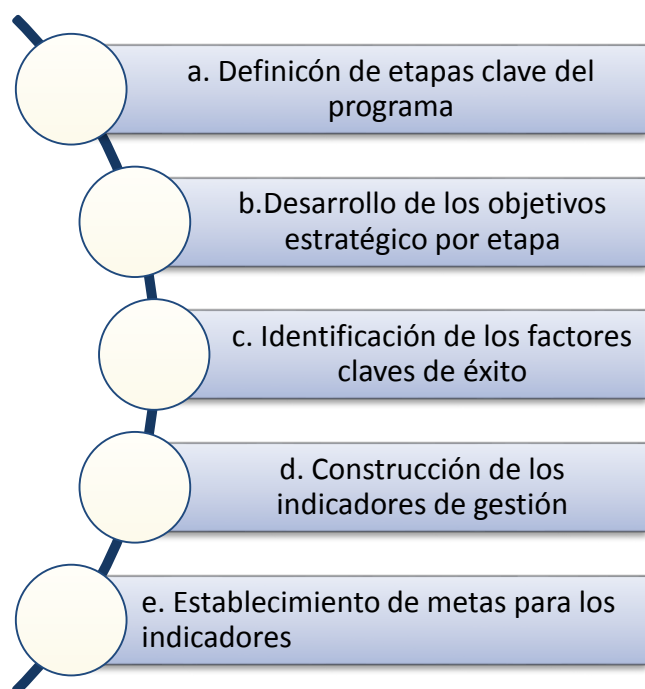 a. Definicón de etapas clave del
programa
b.Desarrollo de los objetivos
estratégico por etapa
c. Identificación de los factores
claves de éxito
d. Construcción de los
indicadores de gestión
e. Establecimiento de metas para los
indicadores